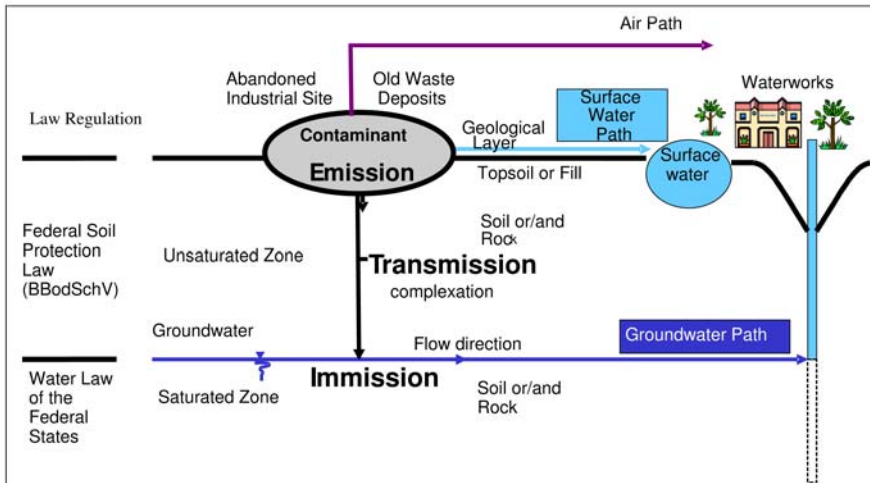 Air Path
Abandoned
Industrial Site
Old Waste
Deposits
Surface
Water
Path
Waterworks
Law Regulation
Contaminant
Emission
Geological
Layer
Topsoil or Fill
Surface
water
Federal Soil
Protection
Law
(BBodSchV)
Unsaturated Zone
Soil or/and
Rock
Transmission
complexation
Groundwater
Flow direction
Groundwater Path
Immission
Water Law
of the
Federal
States
Saturated Zone
Soil or/and
Rock